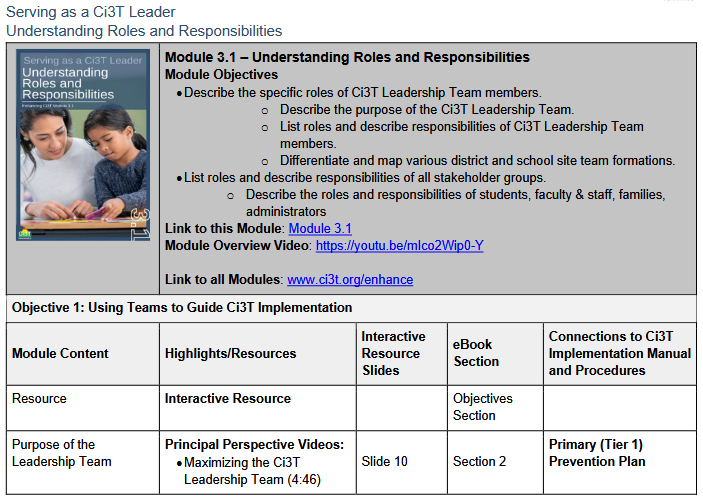 Serving as a Ci3T Leader
Understanding Roles and Responsibilities
Serving as a Ci3T Leader
Understanding
Roles and
Responsibilities
Enhancing Ci3T Module 3.1
3.1
Ci3T
Module 3.1 – Understanding Roles and Responsibilities
Module Objectives
• Describe the specific roles of Ci3T Leadership Team members.
o Describe the purpose of the Ci3T Leadership Team.
o List roles and describe responsibilities of Ci3T Leadership Team
members.
o Differentiate and map various district and school site team formations.
• List roles and describe responsibilities of all stakeholder groups.
o Describe the roles and responsibilities of students, faculty & staff, families,
administrators
Link to this Module: Module 3.1
Module Overview Video: https://youtu.be/mIco2Wip0-Y
Link to all Modules: www.ci3t.org/enhance
Objective 1: Using Teams to Guide Ci3T Implementation
Module Content
Highlights/Resources
Interactive
Resource
Slides
eBook
Section
Connections to Ci3T
Implementation Manual
and Procedures
Resource
Interactive Resource
Objectives
Section
Purpose of the
Leadership Team
Principal Perspective Videos:
• Maximizing the Ci3T
Leadership Team (4:46)
Slide 10
Section 2
Primary (Tier 1)
Prevention Plan